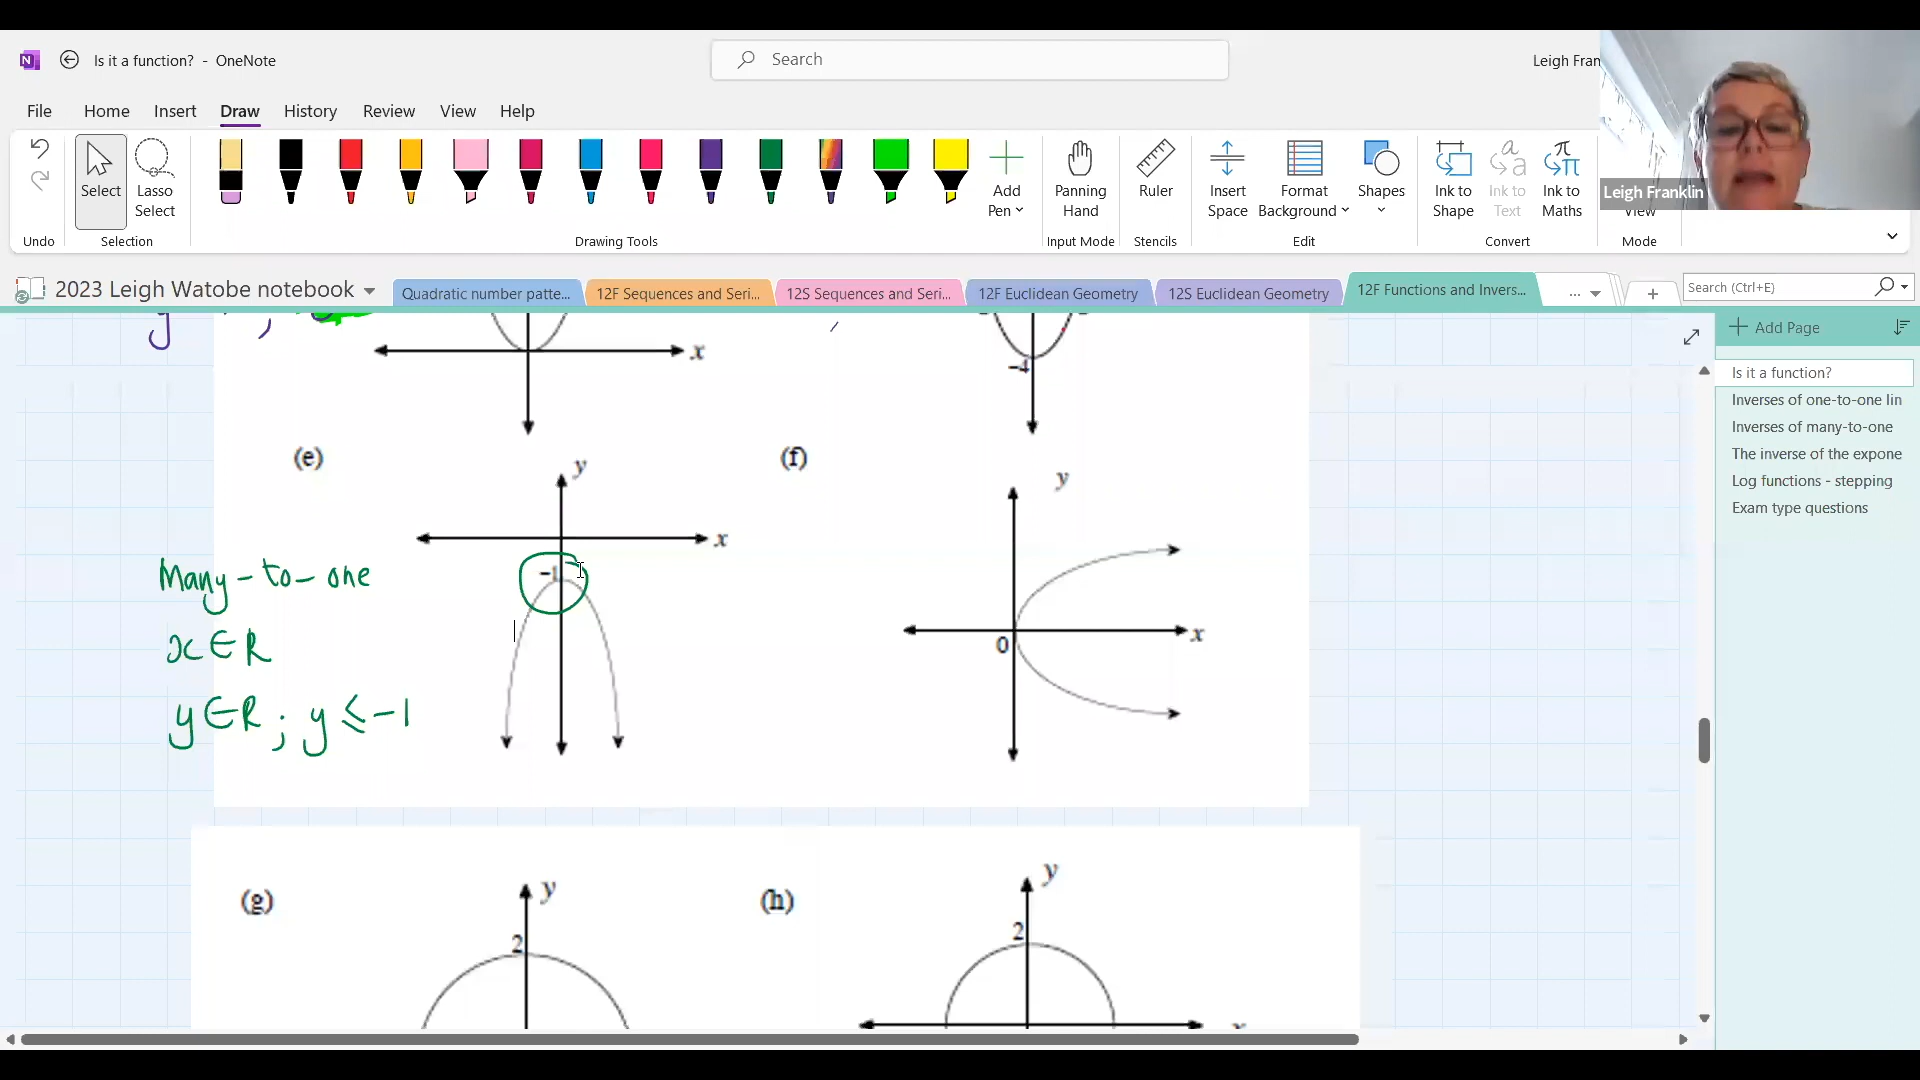 Is it a function? - OneNote
Search
Leigh Fran
File Home Insert Draw History Review View Help
Select
Lasso Select
Add Pen
Panning Hand
Ruler
Insert Space
Format Background
Shapes
Ink to Shape
Ink to Text
Ink to Maths
View
Leigh Franklin
Undo Selection Drawing Tools Input Mode Stencils Edit Convert Mode
2023 Leigh Watobe notebook
Quadratic number patte...
12F Sequences and Seri...
12S Sequences and Seri...
12F Euclidean Geometry
12S Euclidean Geometry
12F Functions and Invers...
...
Search (Ctrl+E)
Add Page
Is it a function?
Inverses of one-to-one lin
Inverses of many-to-one
The inverse of the expone
Log functions - stepping
Exam type questions
x
-4
(e)
y
x
-1
Many-to-one
x∈R
y∈R; y≤-1
(f)
y
0
x
(g)
y
2
(h)
y
2